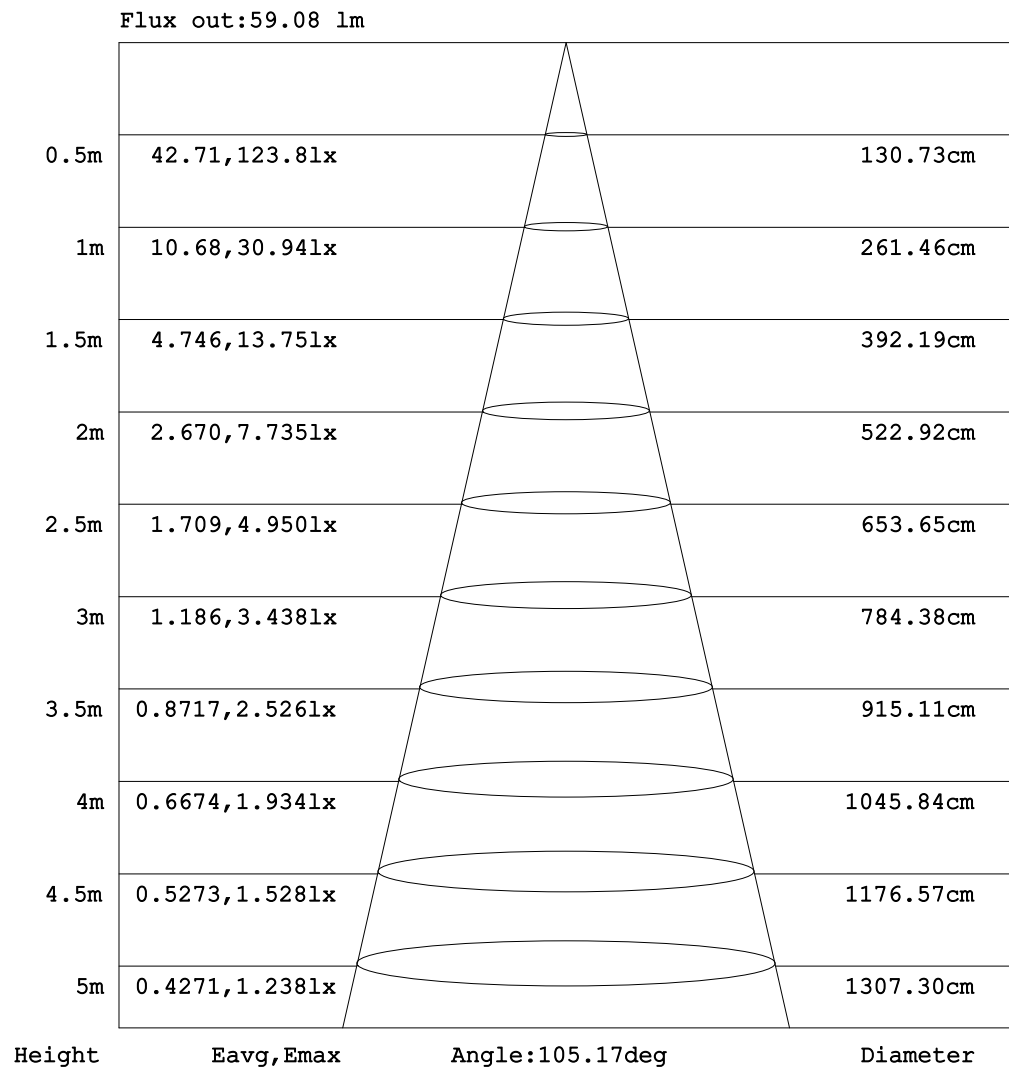 Flux out:59.08 lm
0.5m 42.71,123.8lx 130.73cm
1m 10.68,30.94lx 261.46cm
1.5m 4.746,13.75lx 392.19cm
2m 2.670,7.735lx 522.92cm
2.5m 1.709,4.950lx 653.65cm
3m 1.186,3.438lx 784.38cm
3.5m 0.8717,2.526lx 915.11cm
4m 0.6674,1.934lx 1045.84cm
4.5m 0.5273,1.528lx 1176.57cm
5m 0.4271,1.238lx 1307.30cm
Height Eavg,Emax Angle:105.17deg Diameter